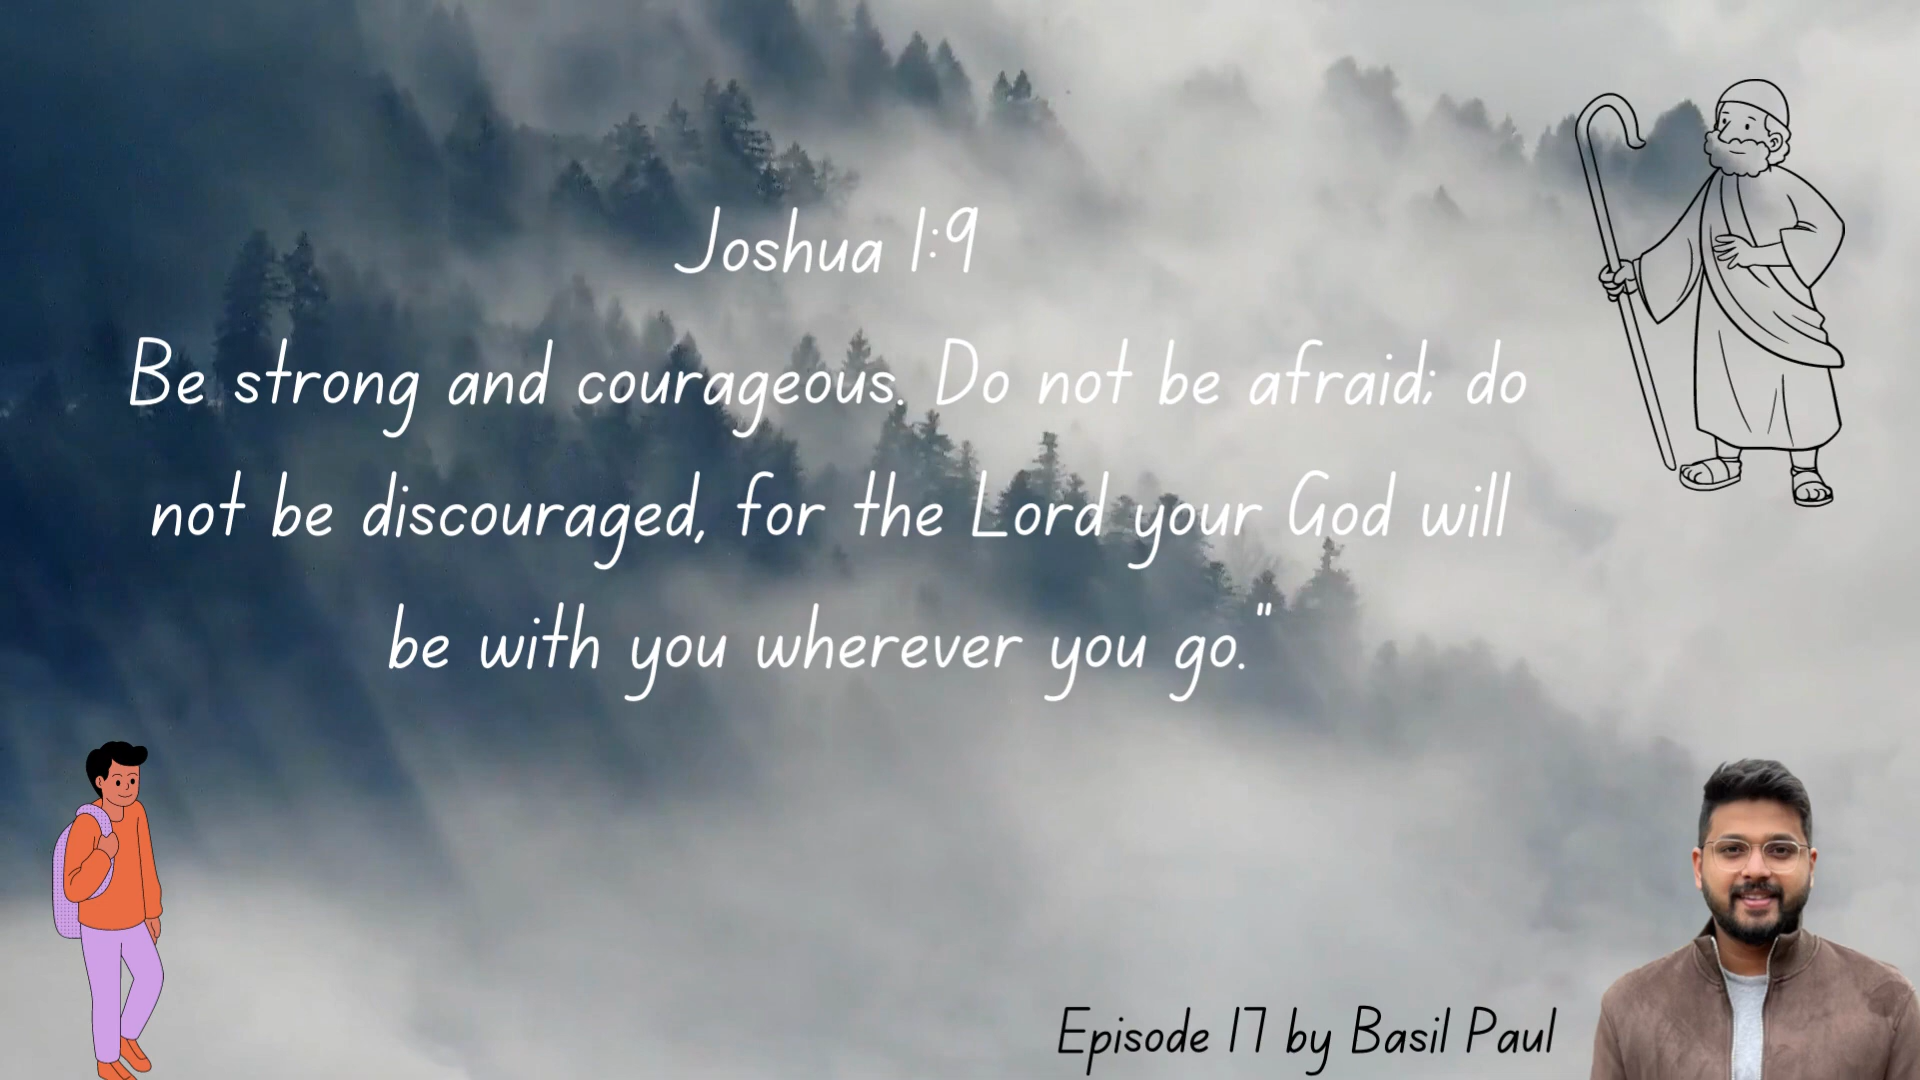 Joshua 1:9
Be strong and courageous. Do not be afraid; do
not be discouraged, for the Lord your God will
be with you wherever you go."
Episode 17 by Basil Paul